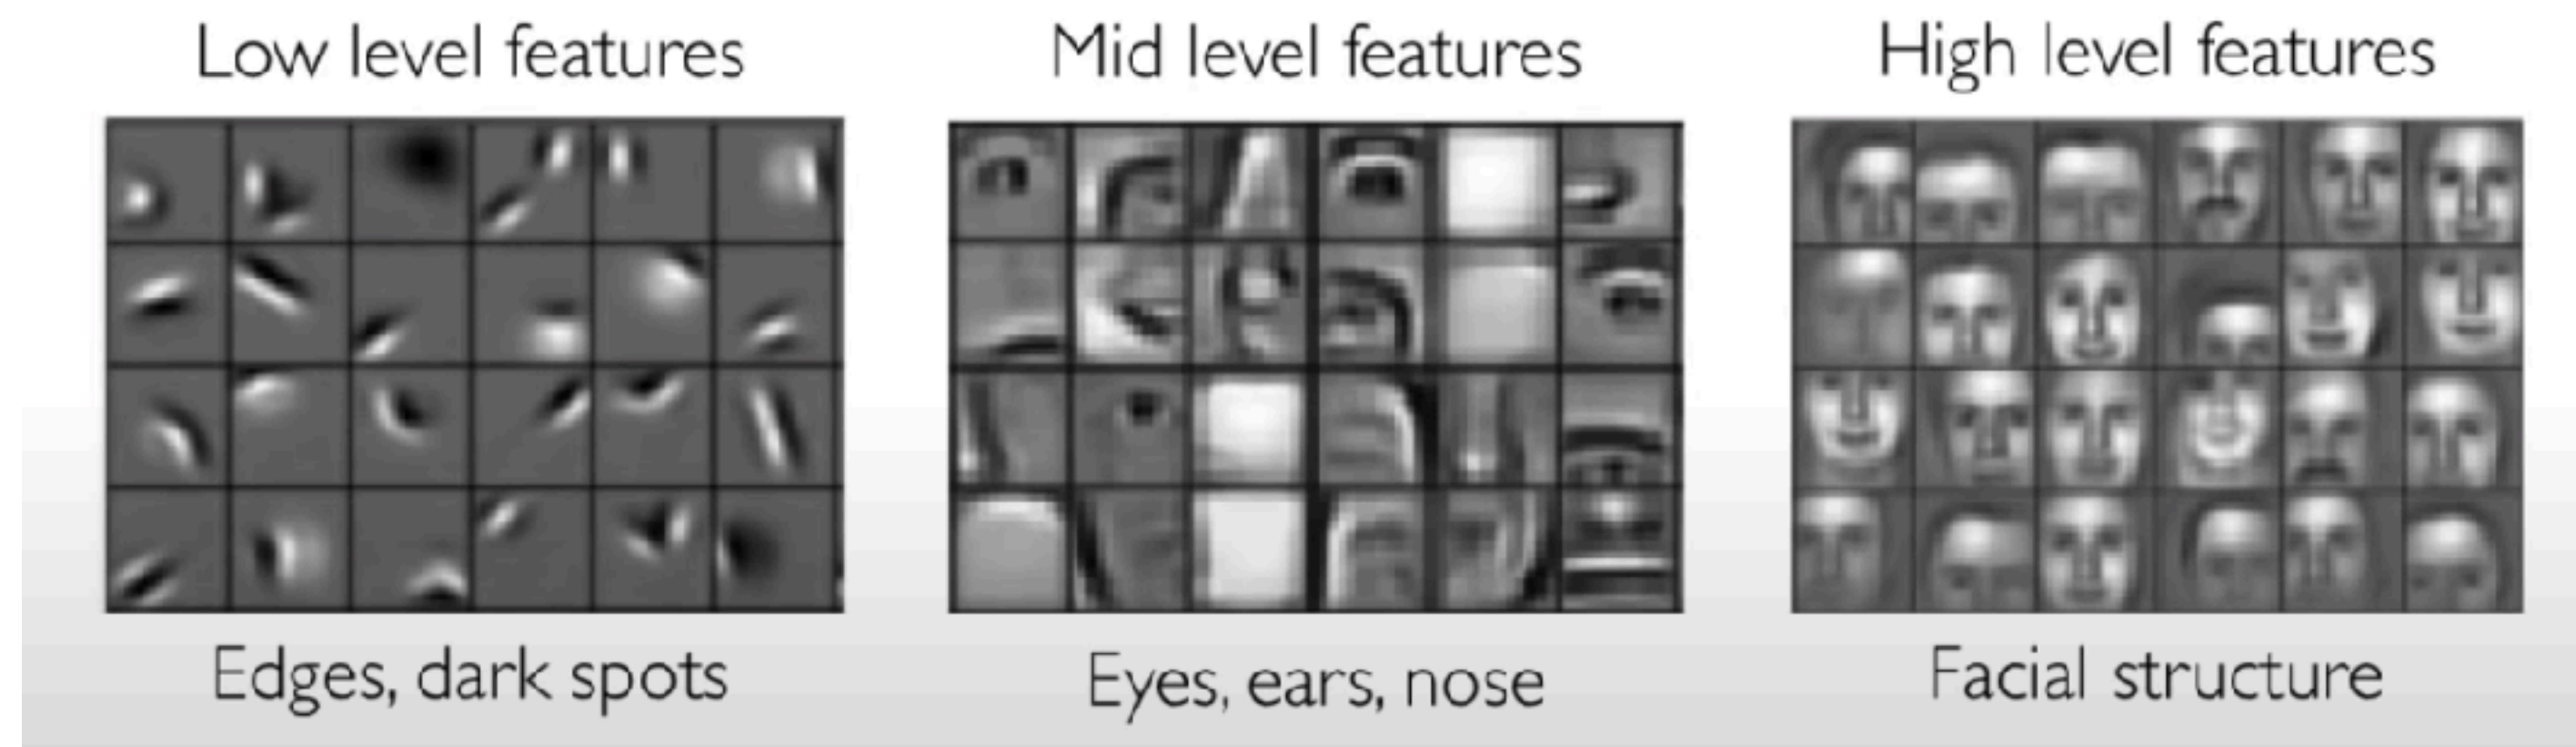 Low level features
Mid level features
High level features
Edges, dark spots
Eyes, ears, nose
Facial structure